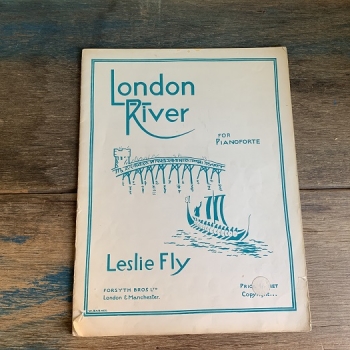 London
River
FOR
PIANOFORTE
Leslie Fly
FORSYTH BROS LTD
London & Manchester.